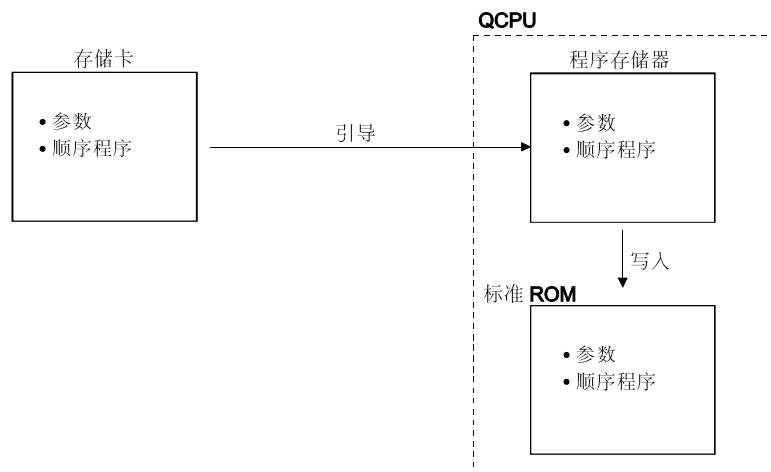 QCPU
存储卡
程序存储器
• 参数
• 顺序程序
引导
• 参数
• 顺序程序
写入
标准 ROM
• 参数
• 顺序程序